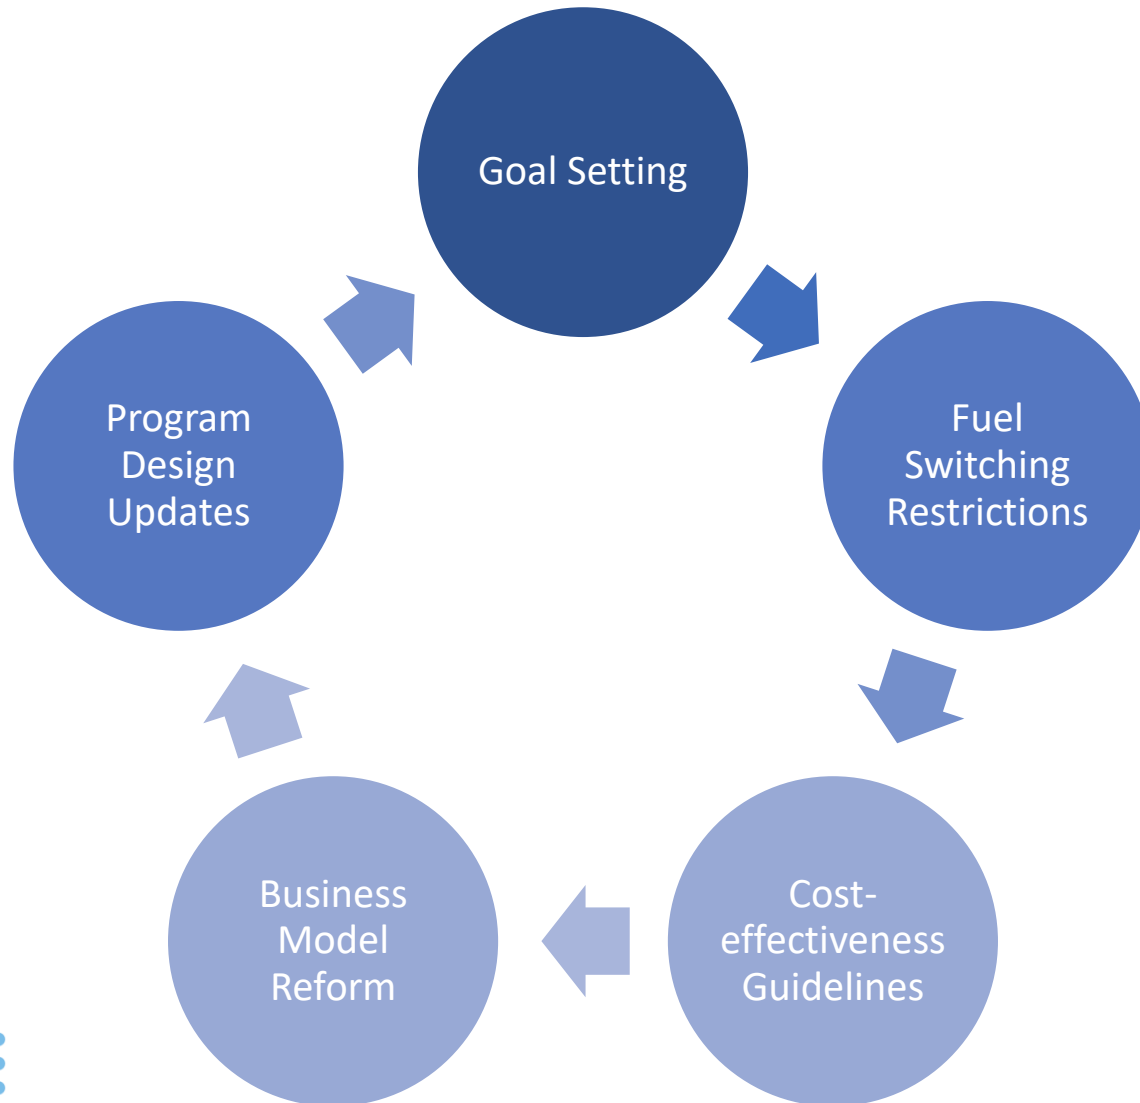 Goal Setting
Fuel
Switching
Restrictions
Cost-
effectiveness
Guidelines
Business
Model
Reform
Program
Design
Updates